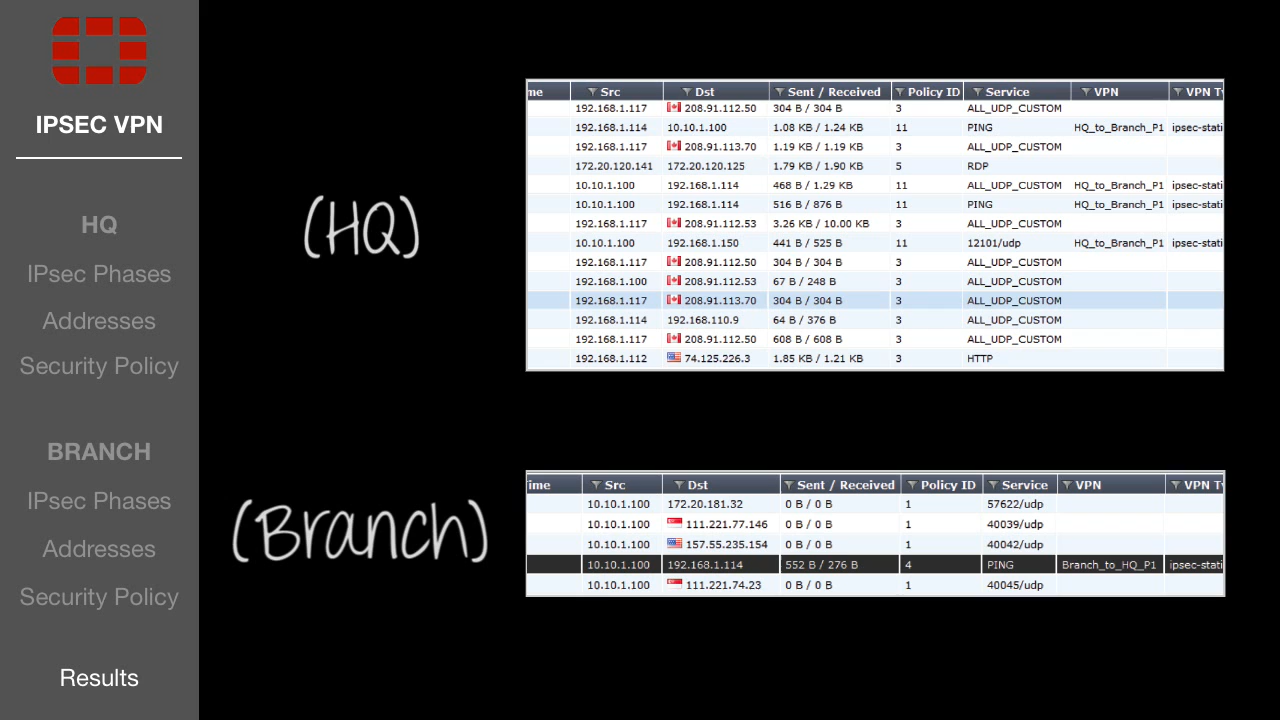 IPSEC VPN
HQ
IPsec Phases
Addresses
Security Policy
BRANCH
IPsec Phases
Addresses
Security Policy
Results
(HQ)
me Src Dst Sent / Received Policy ID Service VPN VPN T
192.168.1.117 208.91.112.50 304 B / 304 B 3 ALL_UDP_CUSTOM
192.168.1.114 10.10.1.100 1.08 KB / 1.24 KB 11 PING HQ_to_Branch_P1 ipsec-stati
192.168.1.117 208.91.113.70 1.19 KB / 1.19 KB 3 ALL_UDP_CUSTOM
172.20.120.141 172.20.120.125 1.79 KB / 1.90 KB 5 RDP
10.10.1.100 192.168.1.114 468 B / 1.29 KB 11 ALL_UDP_CUSTOM HQ_to_Branch_P1 ipsec-stati
10.10.1.100 192.168.1.114 516 B / 876 B 11 PING HQ_to_Branch_P1 ipsec-stati
192.168.1.117 208.91.112.53 3.26 KB / 10.00 KB 3 ALL_UDP_CUSTOM
10.10.1.100 192.168.1.150 441 B / 525 B 11 12101/udp HQ_to_Branch_P1 ipsec-stati
192.168.1.117 208.91.112.50 304 B / 304 B 3 ALL_UDP_CUSTOM
192.168.1.100 208.91.112.53 67 B / 248 B 3 ALL_UDP_CUSTOM
192.168.1.117 208.91.113.70 304 B / 304 B 3 ALL_UDP_CUSTOM
192.168.1.114 192.168.110.9 64 B / 376 B 3 ALL_UDP_CUSTOM
192.168.1.117 208.91.112.50 608 B / 608 B 3 ALL_UDP_CUSTOM
192.168.1.112 74.125.226.3 1.85 KB / 1.21 KB 3 HTTP
(Branch)
ime Src Dst Sent / Received Policy ID Service VPN VPN T
10.10.1.100 172.20.181.32 0 B / 0 B 1 57622/udp
10.10.1.100 111.221.77.146 0 B / 0 B 1 40039/udp
10.10.1.100 157.55.235.154 0 B / 0 B 1 40042/udp
10.10.1.100 192.168.1.114 552 B / 276 B 4 PING Branch_to_HQ_P1 ipsec-stati
10.10.1.100 111.221.74.23 0 B / 0 B 1 40045/udp